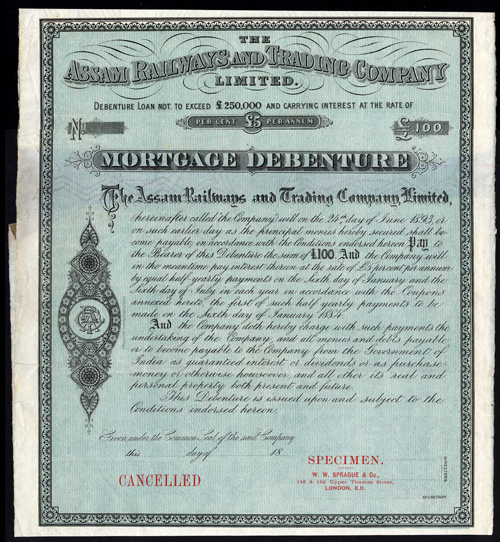 THE
ASSAM RAILWAYS AND TRADING COMPANY
LIMITED.
DEBENTURE LOAN NOT TO EXCEED £250,000 AND CARRYING INTEREST AT THE RATE OF
£5
PER CENT PER ANNUM
No
£100
MORTGAGE DEBENTURE
The Assam Railways and Trading Company, Limited,
(hereinafter called the Company) will on the 24th day of June 1893, or
on such earlier day as the principal monies hereby secured shall be-
come payable, in accordance with the Conditions endorsed hereon Pay to
the Bearer of this Debenture the sum of £100. And the Company will
in the meantime pay interest thereon at the rate of £5 percent per annum
by equal half-yearly payments on the Sixth day of January and the
Sixth day of July in each year in accordance with the Coupons
annexed hereto, the first of such half yearly payments to be
made on the Sixth day of January 1884.
And the Company doth hereby charge with such payments the
undertaking of the Company, and all monies and debts payable
or to become payable to the Company from the Government of
India as guaranteed interest or dividends or as purchase
money or otherwise howsoever, and all other its real and
personal property both present and future.
This Debenture is issued upon and subject to the
Conditions endorsed hereon.
Given under the Common Seal of the said Company
this day of 18
CANCELLED
SPECIMEN.
W. W. SPRAGUE & Co.,
Upper Thames Street,
LONDON, E.C.
DIRECTORS
SECRETARY